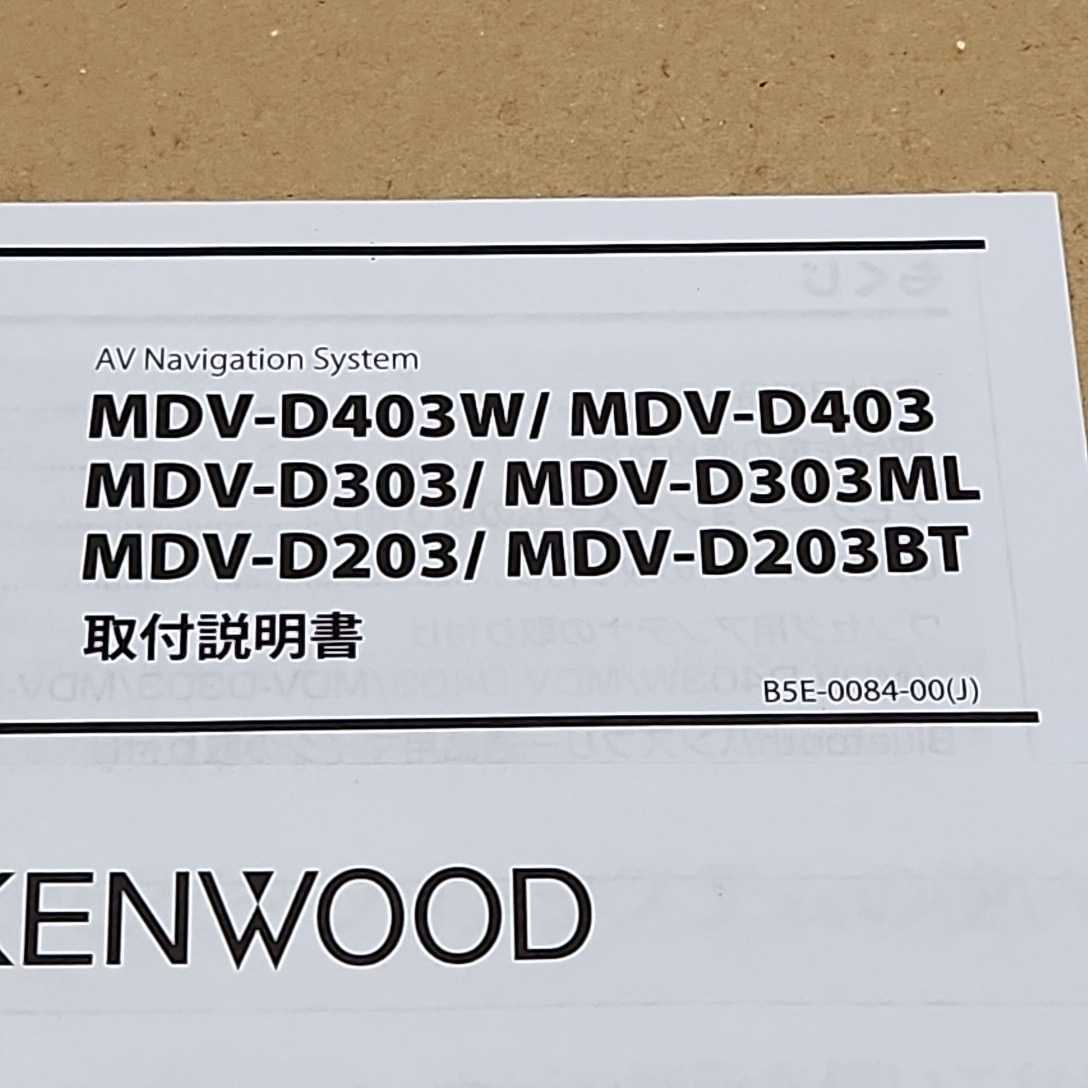 AV Navigation System
MDV-D403W/ MDV-D403
MDV-D303/ MDV-D303ML
MDV-D203/ MDV-D203BT
取付説明書
B5E-0084-00(J)
KENWOOD